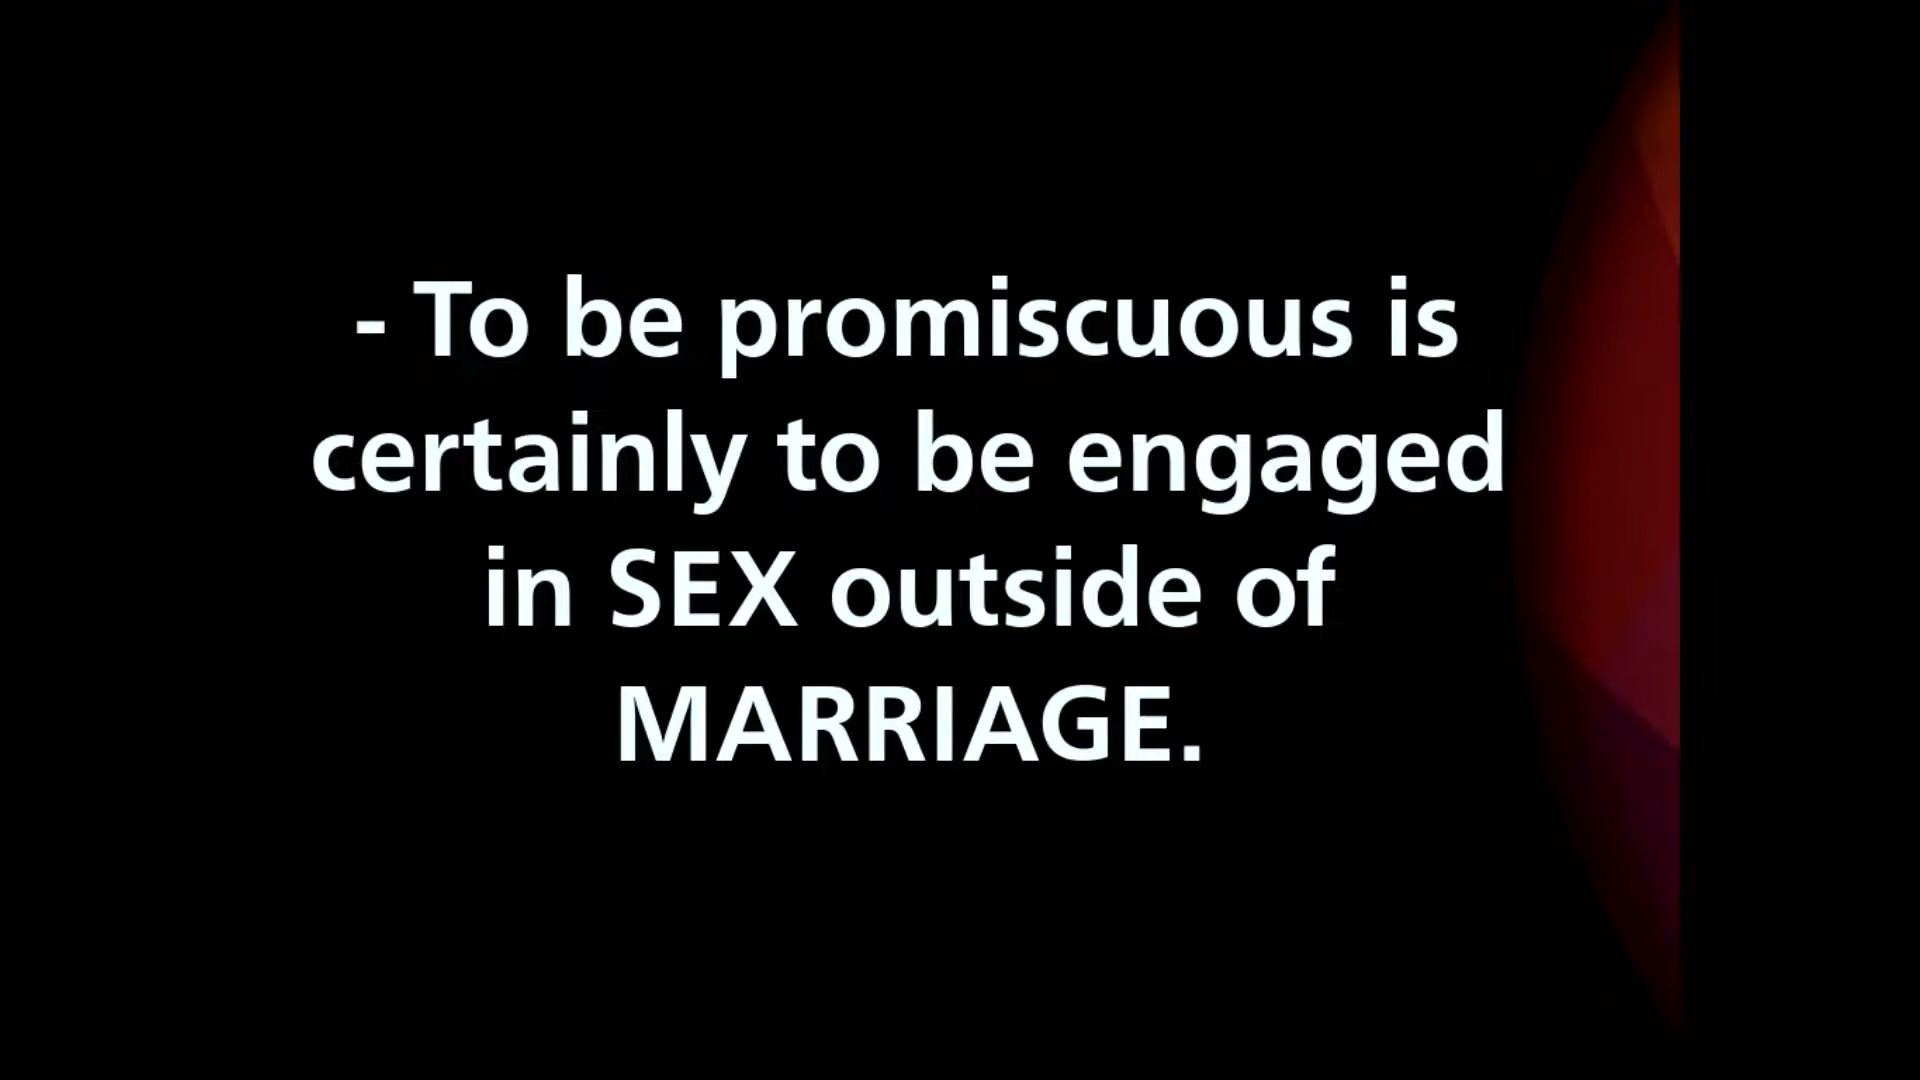 - To be promiscuous is
certainly to be engaged
in SEX outside of
MARRIAGE.